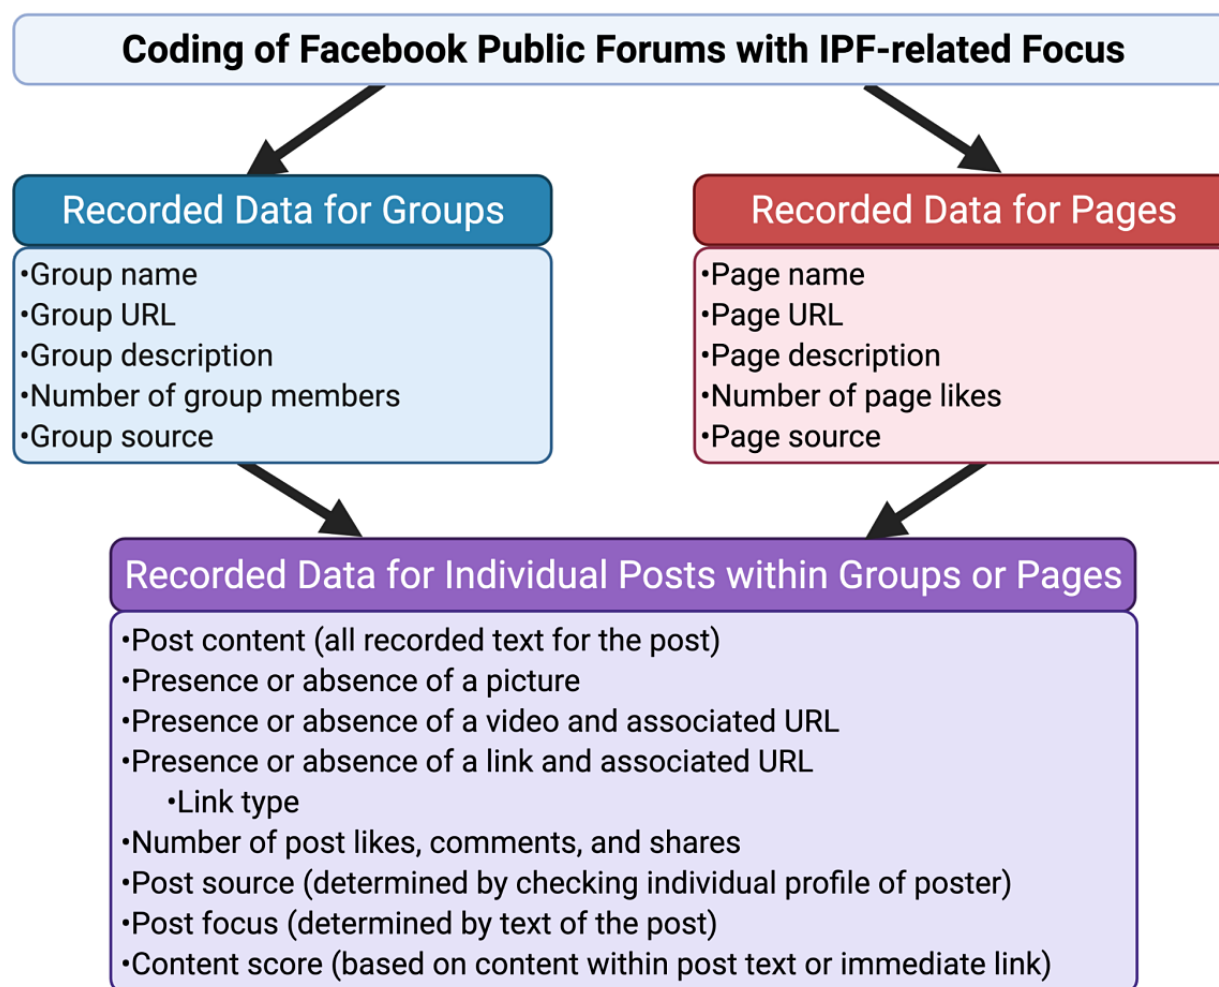 Coding of Facebook Public Forums with IPF-related Focus
Recorded Data for Groups
•Group name
•Group URL
•Group description
•Number of group members
•Group source
Recorded Data for Pages
•Page name
•Page URL
•Page description
•Number of page likes
•Page source
Recorded Data for Individual Posts within Groups or Pages
•Post content (all recorded text for the post)
•Presence or absence of a picture
•Presence or absence of a video and associated URL
•Presence or absence of a link and associated URL
•Link type
•Number of post likes, comments, and shares
•Post source (determined by checking individual profile of poster)
•Post focus (determined by text of the post)
•Content score (based on content within post text or immediate link)